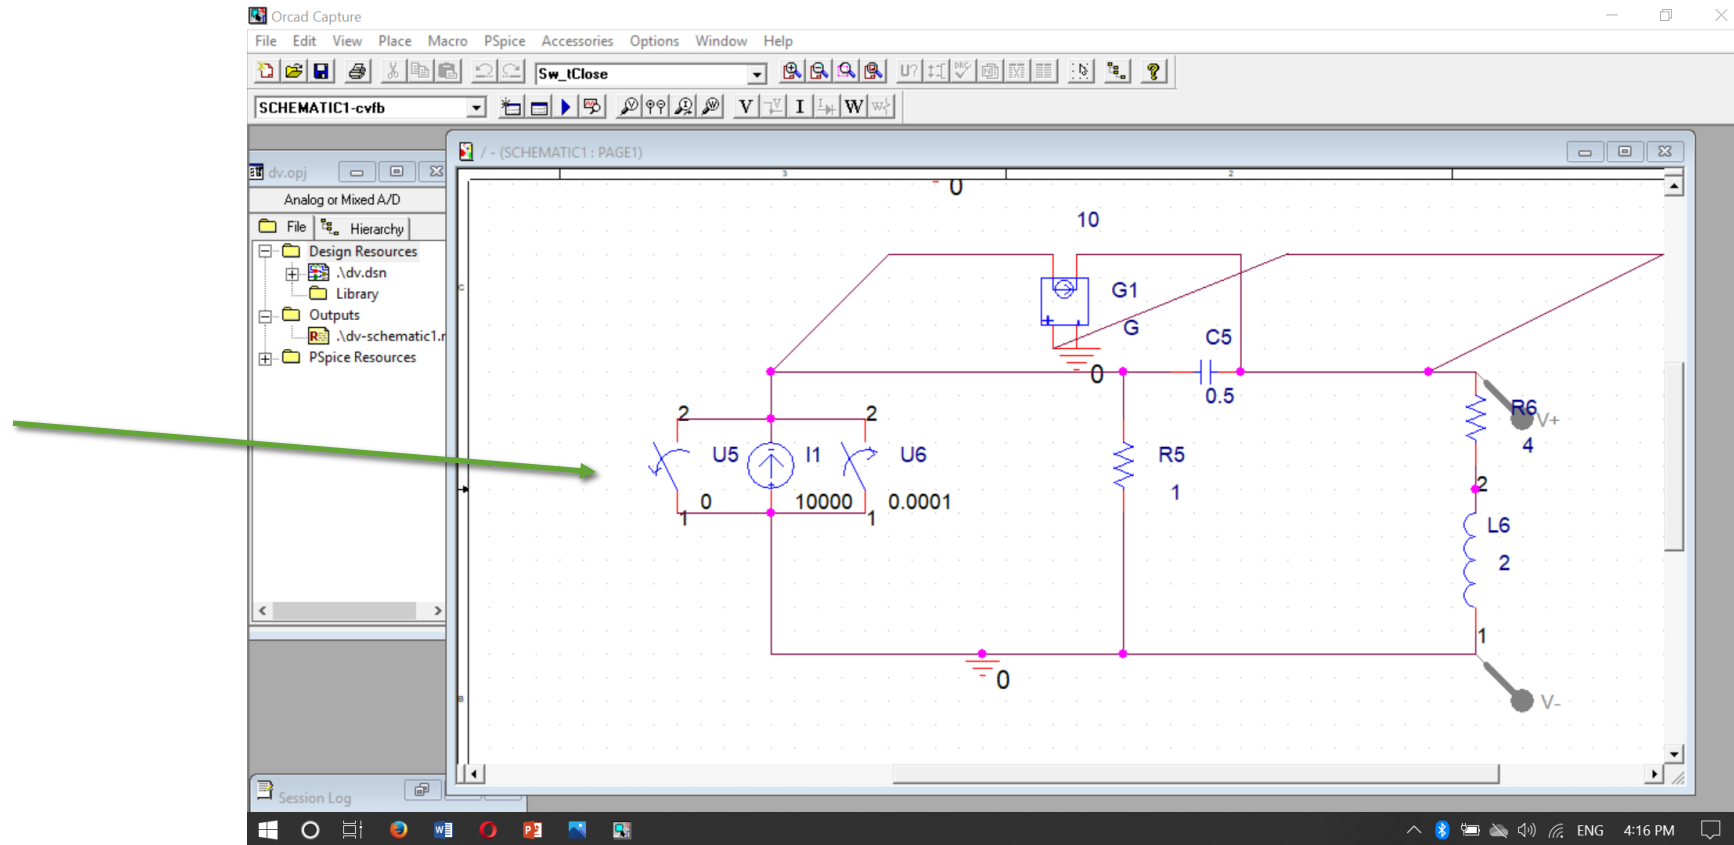 Orcad Capture
File Edit View Place Macro PSpice Accessories Options Window Help
Sw_tClose
U?
SCHEMATIC1-cvfb
V I W
/ - (SCHEMATIC1 : PAGE1)
dv.opj
Analog or Mixed A/D
File Hierarchy
Design Resources
.\dv.dsn
Library
Outputs
.\dv-schematic1.r
PSpice Resources
Session Log
3 2
C
B
0
10
G1
G
0
C5
0.5
R6
4
V+
2 2
U5 I1 U6
0 10000 0.0001
1 1
R5
1
2
L6
2
1
0
V-
ENG 4:16 PM